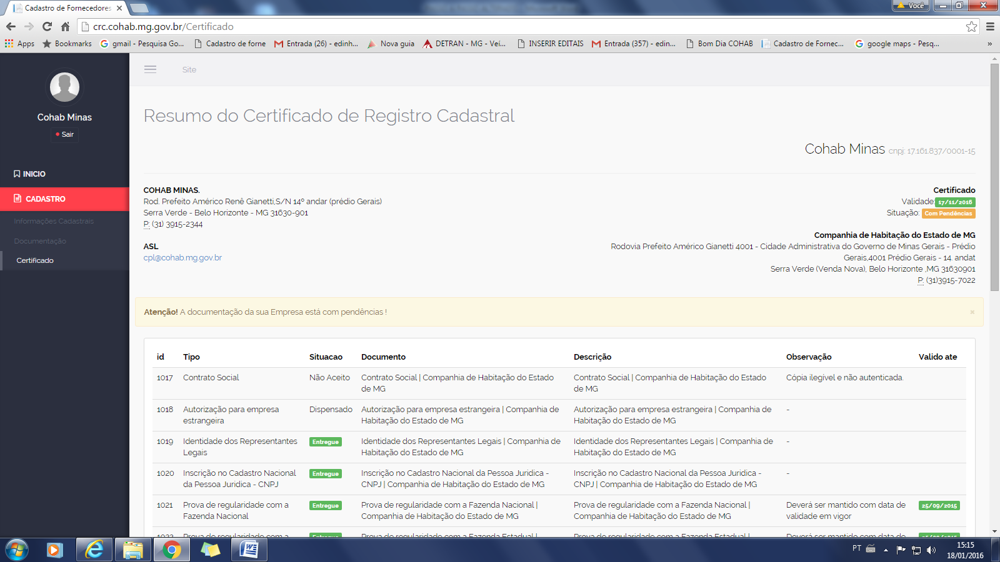 Cadastro de Fornecedores
Você
crc.cohab.mg.gov.br/Certificado
Apps
Bookmarks
gmail - Pesquisa Go...
Cadastro de forne
Entrada (26) - edinh...
Nova guia
DETRAN - MG - Veí...
INSERIR EDITAIS
Entrada (357) - edin...
Bom Dia COHAB
Cadastro de Fornec...
google maps - Pesq...
»
Cohab Minas
Sair
INICIO
CADASTRO
Informações Cadastrais
Documentação
Certificado
Site
Resumo do Certificado de Registro Cadastral
Cohab Minas cnpj: 17.161.837/0001-15
COHAB MINAS.
Rod. Prefeito Américo Renê Gianetti,S/N 14º andar (prédio Gerais)
Serra Verde - Belo Horizonte - MG 31630-901
P: (31) 3915-2344
ASL
cpl@cohab.mg.gov.br
Certificado
Validade: 17/11/2016
Situação: Com Pendências
Companhia de Habitação do Estado de MG
Rodovia Prefeito Américo Gianetti 4001 - Cidade Administrativa do Governo de Minas Gerais - Prédio
Gerais,4001 Prédio Gerais - 14. andat
Serra Verde (Venda Nova), Belo Horizonte ,MG 31630901
P: (31)3915-7022
Atenção! A documentação da sua Empresa está com pendências !
×
id Tipo Situacao Documento Descrição Observação Valido ate
1017 Contrato Social Não Aceito Contrato Social | Companhia de Habitação do Estado Contrato Social | Companhia de Habitação do Estado Cópia ilegível e não autenticada.
de MG de MG
1018 Autorização para empresa Dispensado Autorização para empresa estrangeira | Companhia de Autorização para empresa estrangeira | Companhia de -
estrangeira Habitação do Estado de MG Habitação do Estado de MG
1019 Identidade dos Representantes Entregue Identidade dos Representantes Legais | Companhia de Identidade dos Representantes Legais | Companhia de -
Legais Habitação do Estado de MG Habitação do Estado de MG
1020 Inscrição no Cadastro Nacional Entregue Inscrição no Cadastro Nacional da Pessoa Juridica - Inscrição no Cadastro Nacional da Pessoa Juridica - -
da Pessoa Juridica - CNPJ CNPJ | Companhia de Habitação do Estado de MG CNPJ | Companhia de Habitação do Estado de MG
1021 Prova de regularidade com a Entregue Prova de regularidade com a Fazenda Nacional | Prova de regularidade com a Fazenda Nacional | Deverá ser mantido com data de 25/09/2015
Fazenda Nacional Companhia de Habitação do Estado de MG Companhia de Habitação do Estado de MG validade em vigor
1022 Prova de regularidade com a Entregue Prova de regularidade com a Fazenda Estadual | Prova de regularidade com a Fazenda Estadual | Deverá ser mantido com data de
PT
15:15
18/01/2016